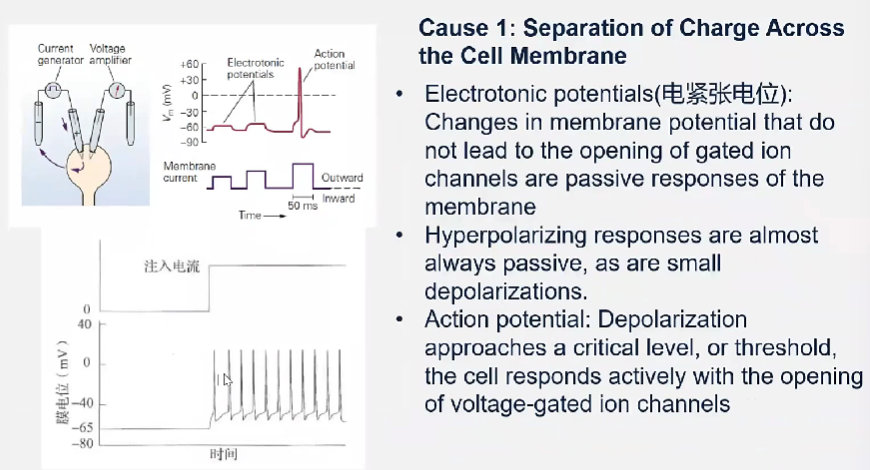 Cause 1: Separation of Charge Across
the Cell Membrane
Current
generator
Voltage
amplifier
Electrotonic
potentials
Action
potential
+60
+30
0
-30
-60
-90
Vm (mV)
Membrane
current
Outward
Inward
50 ms
Time
• Electrotonic potentials(电紧张电位):
Changes in membrane potential that do
not lead to the opening of gated ion
channels are passive responses of the
membrane
• Hyperpolarizing responses are almost
always passive, as are small
depolarizations.
• Action potential: Depolarization
approaches a critical level, or threshold,
the cell responds actively with the opening
of voltage-gated ion channels
注入电流
0
40
0
-40
-65
-80
膜电位(mV)
时间